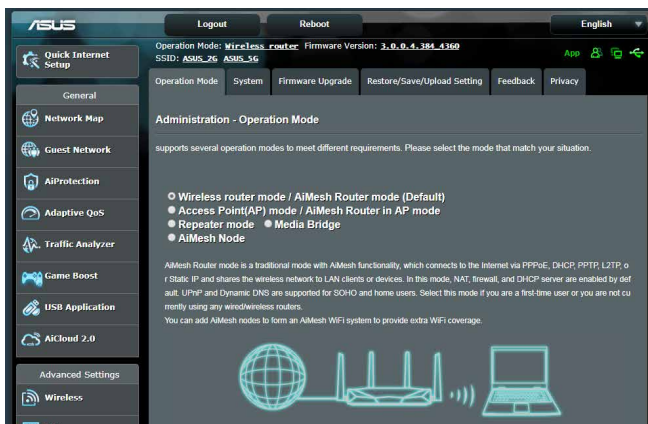 ASUS
Logout
Reboot
English
Quick Internet
Setup
Operation Mode: Wireless router Firmware Version: 3.0.0.4.384_4360
SSID: ASUS_2G ASUS_5G
App
Operation Mode System Firmware Upgrade Restore/Save/Upload Setting Feedback Privacy
General
Network Map
Guest Network
AiProtection
Adaptive QoS
Traffic Analyzer
Game Boost
USB Application
AiCloud 2.0
Advanced Settings
Wireless
Administration - Operation Mode
supports several operation modes to meet different requirements. Please select the mode that match your situation.
Wireless router mode / AiMesh Router mode (Default)
Access Point(AP) mode / AiMesh Router in AP mode
Repeater mode Media Bridge
AiMesh Node
AiMesh Router mode is a traditional mode with AiMesh functionality, which connects to the Internet via PPPoE, DHCP, PPTP, L2TP, o
r Static IP and shares the wireless network to LAN clients or devices. In this mode, NAT, firewall, and DHCP server are enabled by def
ault. UPnP and Dynamic DNS are supported for SOHO and home users. Select this mode if you are a first-time user or you are not cu
rrently using any wired/wireless routers.
You can add AiMesh nodes to form an AiMesh WiFi system to provide extra WiFi coverage.